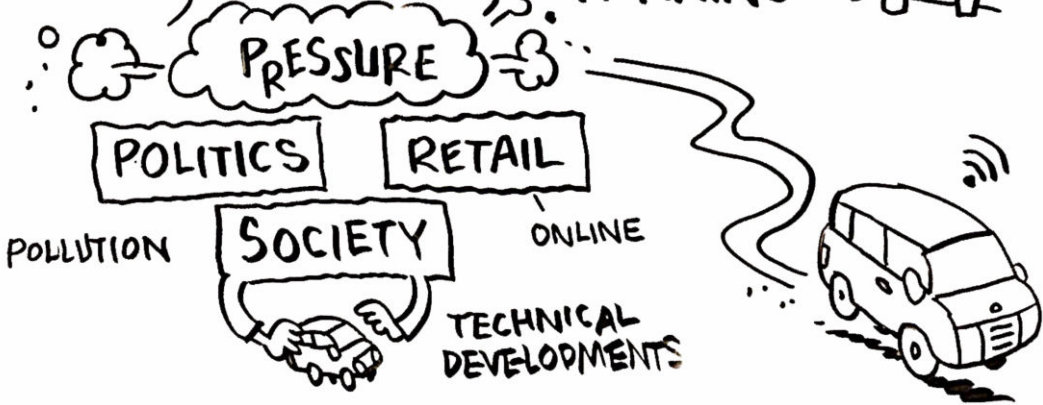 PRESSURE
POLITICS
RETAIL
POLLUTION
SOCIETY
ONLINE
TECHNICAL
DEVELOPMENTS